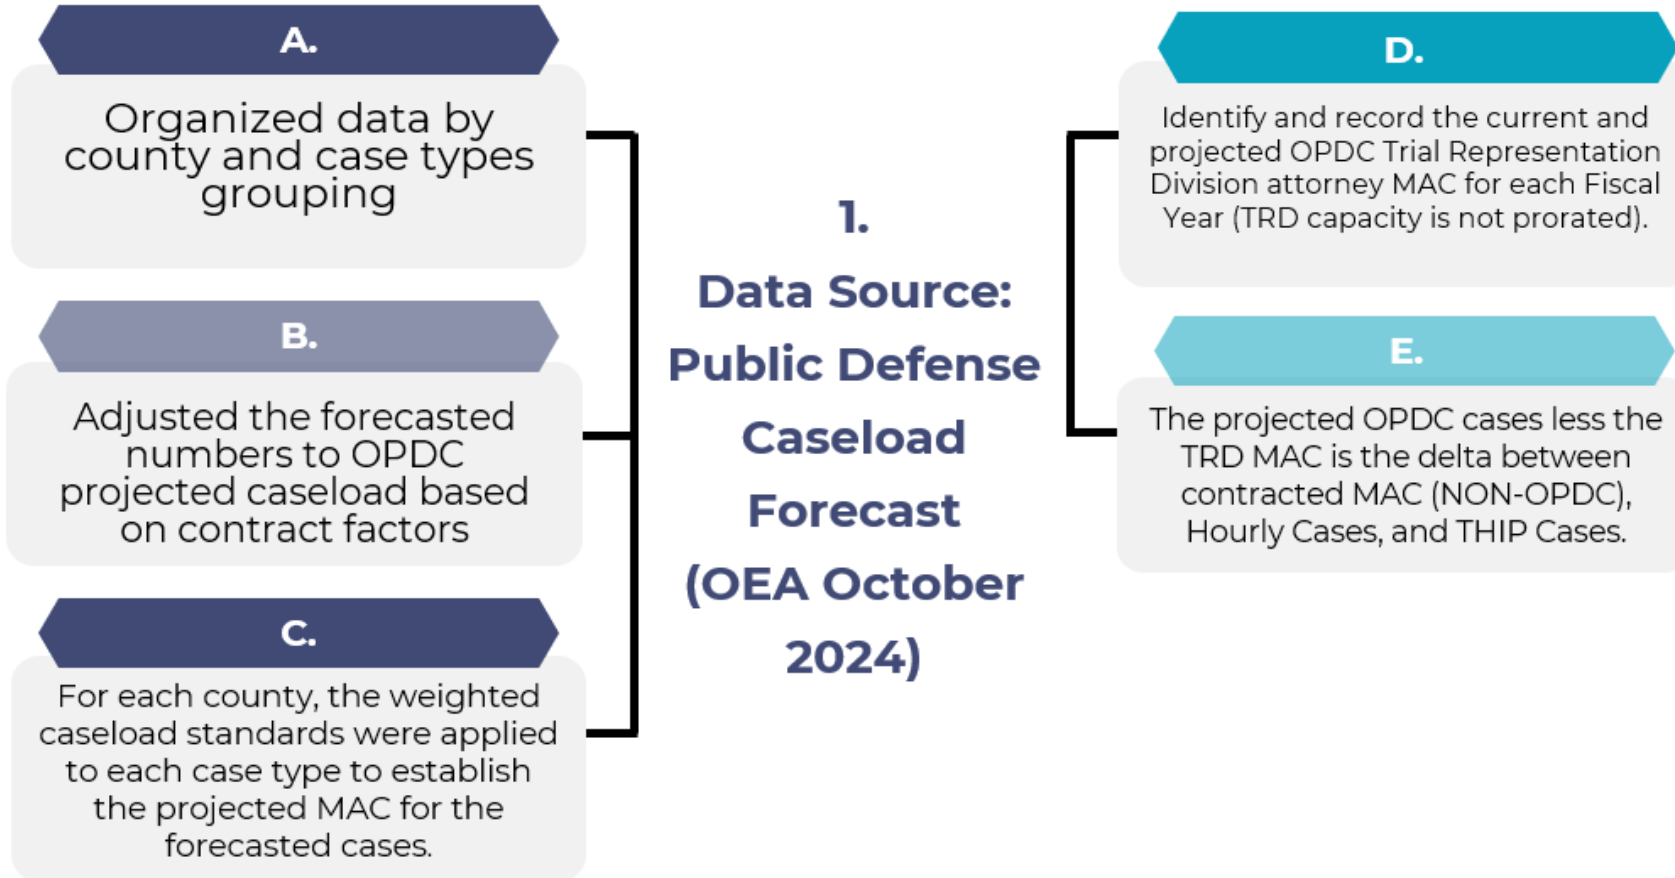 A.
Organized data by
county and case types
grouping
B.
Adjusted the forecasted
numbers to OPDC
projected caseload based
on contract factors
C.
For each county, the weighted
caseload standards were applied
to each case type to establish
the projected MAC for the
forecasted cases.
1.
Data Source:
Public Defense
Caseload
Forecast
(OEA October
2024)
D.
Identify and record the current and
projected OPDC Trial Representation
Division attorney MAC for each Fiscal
Year (TRD capacity is not prorated).
E.
The projected OPDC cases less the
TRD MAC is the delta between
contracted MAC (NON-OPDC),
Hourly Cases, and THIP Cases.